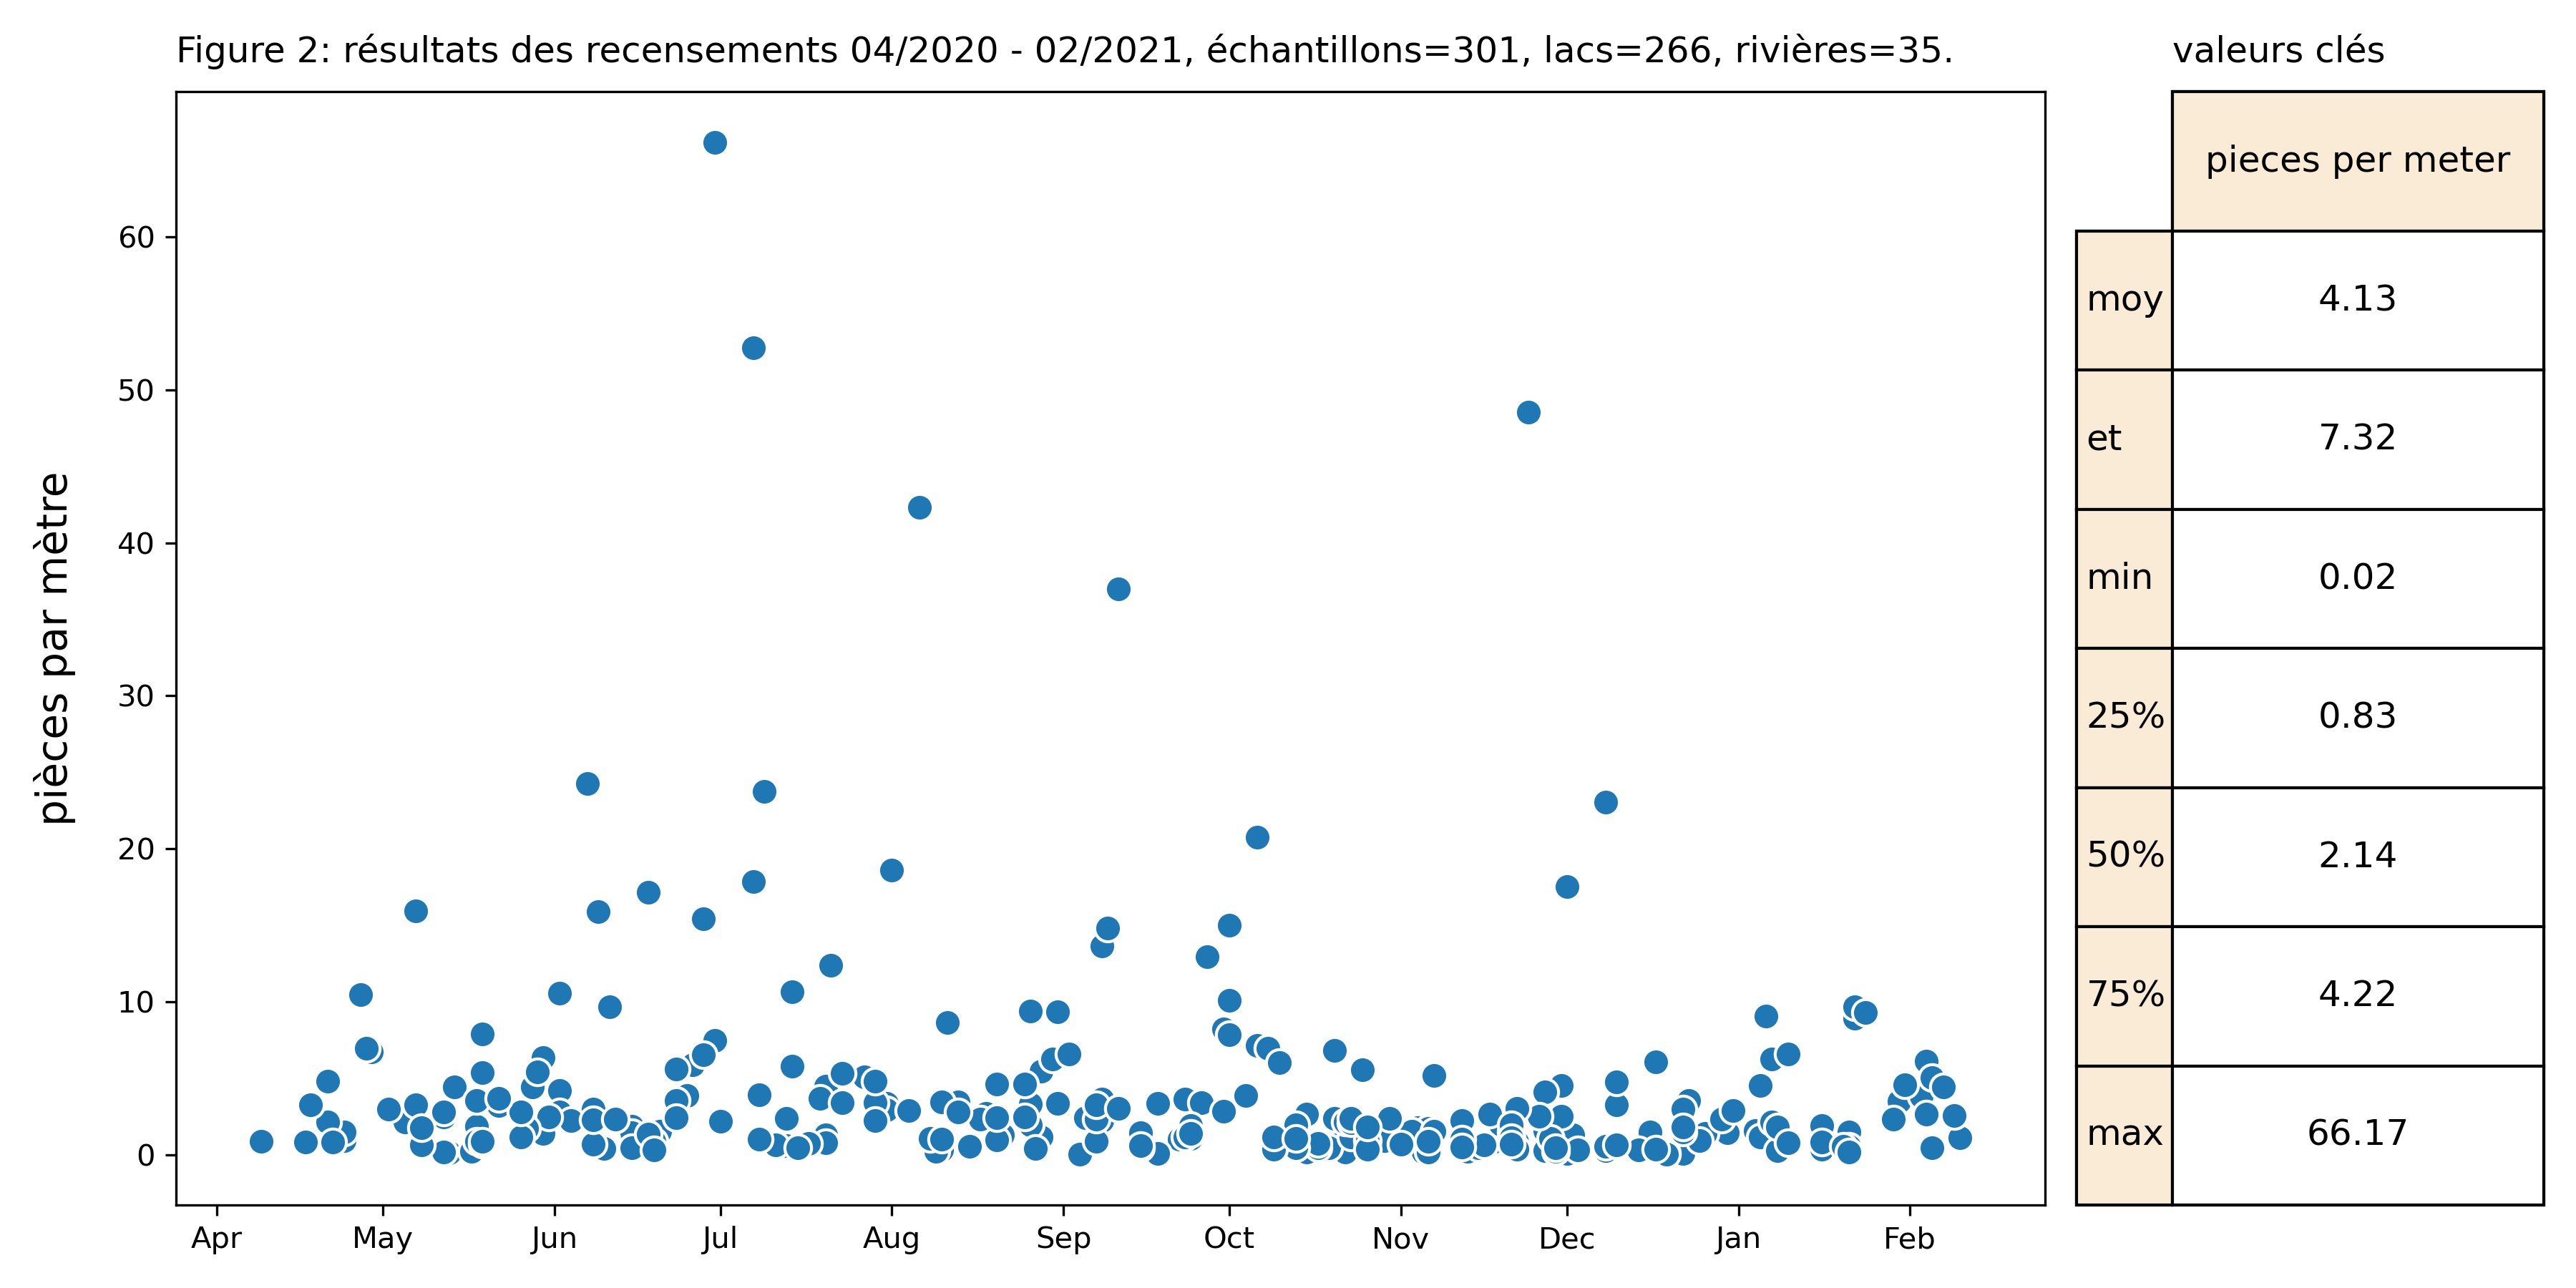 Figure 2: résultats des recensements 04/2020 - 02/2021, échantillons=301, lacs=266, rivières=35.
valeurs clés
pièces par mètre
60
50
40
30
20
10
0
Apr May Jun Jul Aug Sep Oct Nov Dec Jan Feb
pieces per meter
moy 4.13
et 7.32
min 0.02
25% 0.83
50% 2.14
75% 4.22
max 66.17